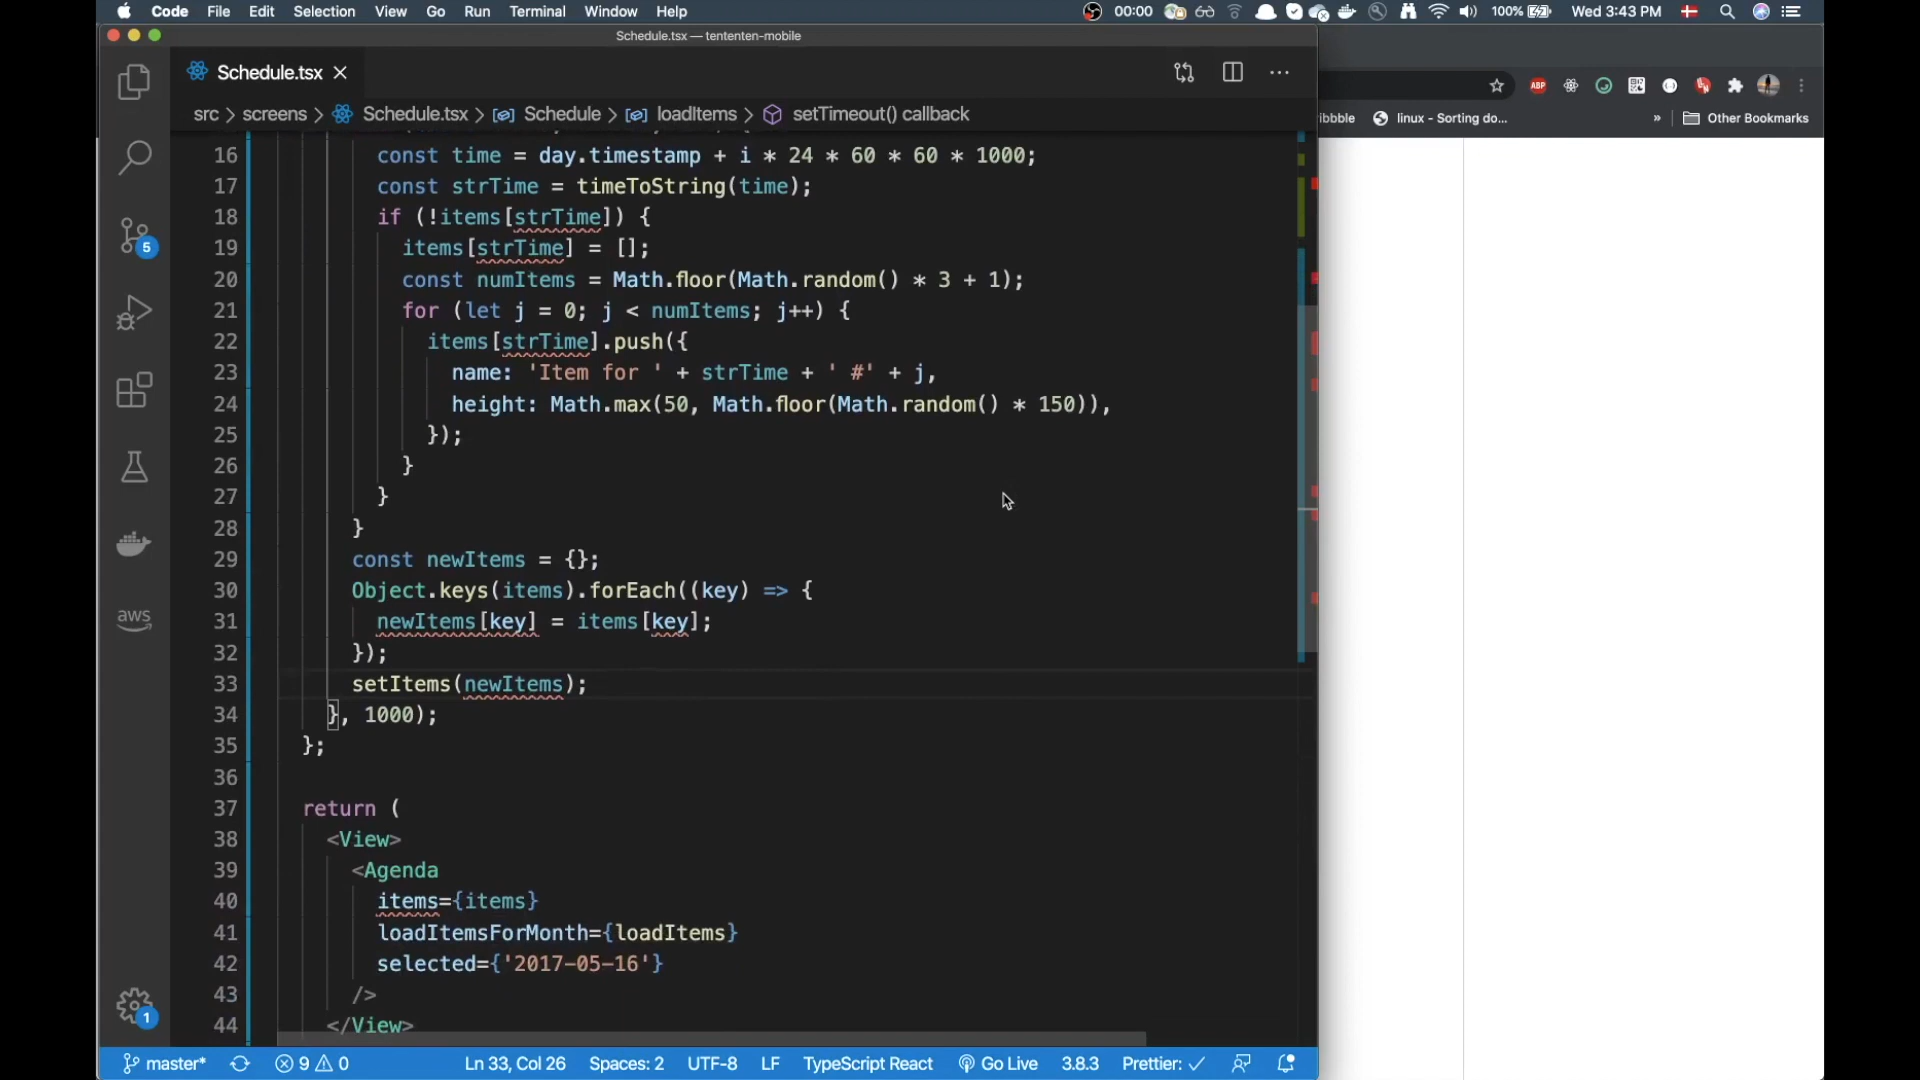 Code File Edit Selection View Go Run Terminal Window Help 00:00 100% Wed 3:43 PM
Schedule.tsx — tententen-mobile
Schedule.tsx
src > screens > Schedule.tsx > Schedule > loadItems > setTimeout() callback
ABP
ibbble linux - Sorting do... » Other Bookmarks
16 const time = day.timestamp + i * 24 * 60 * 60 * 1000;
17 const strTime = timeToString(time);
18 if (!items[strTime]) {
19 items[strTime] = [];
20 const numItems = Math.floor(Math.random() * 3 + 1);
21 for (let j = 0; j < numItems; j++) {
22 items[strTime].push({
23 name: 'Item for ' + strTime + ' #' + j,
24 height: Math.max(50, Math.floor(Math.random() * 150)),
25 });
26 }
27 }
28 }
29 const newItems = {};
30 Object.keys(items).forEach((key) => {
31 newItems[key] = items[key];
32 });
33 setItems(newItems);
34 }, 1000);
35 };
36
37 return (
38 <View>
39 <Agenda
40 items={items}
41 loadItemsForMonth={loadItems}
42 selected={'2017-05-16'}
43 />
44 </View>
5
aws
1
master* 9 0 Ln 33, Col 26 Spaces: 2 UTF-8 LF TypeScript React Go Live 3.8.3 Prettier: ✓